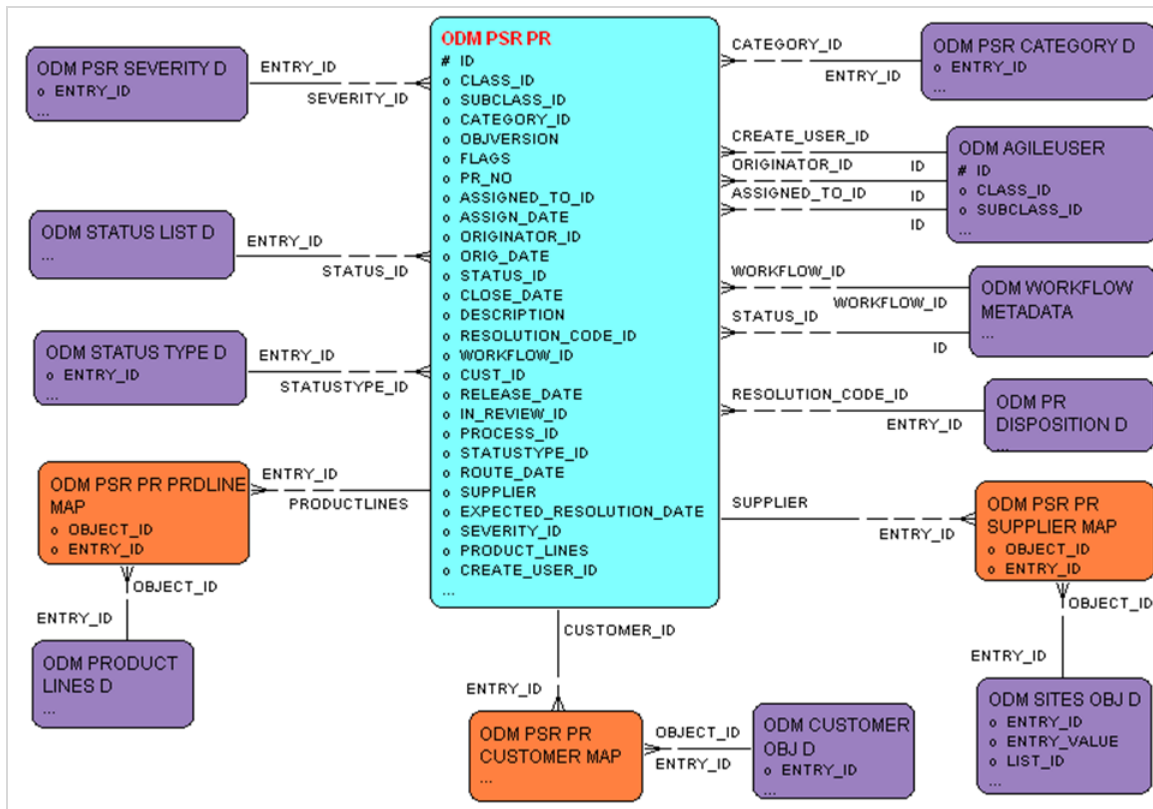 ODM PSR PR
# ID
o CLASS_ID
o SUBCLASS_ID
o CATEGORY_ID
o OBJVERSION
o FLAGS
o PR_NO
o ASSIGNED_TO_ID
o ASSIGN_DATE
o ORIGINATOR_ID
o ORIG_DATE
o STATUS_ID
o CLOSE_DATE
o DESCRIPTION
o RESOLUTION_CODE_ID
o WORKFLOW_ID
o CUST_ID
o RELEASE_DATE
o IN_REVIEW_ID
o PROCESS_ID
o STATUSTYPE_ID
o ROUTE_DATE
o SUPPLIER
o EXPECTED_RESOLUTION_DATE
o SEVERITY_ID
o PRODUCT_LINES
o CREATE_USER_ID
...
ODM PSR SEVERITY D
o ENTRY_ID
...
ENTRY_ID
SEVERITY_ID
ODM STATUS LIST D
...
ENTRY_ID
STATUS_ID
ODM STATUS TYPE D
o ENTRY_ID
...
ENTRY_ID
STATUSTYPE_ID
ODM PSR PR PRDLINE
MAP
o OBJECT_ID
o ENTRY_ID
ENTRY_ID
PRODUCTLINES
OBJECT_ID
ENTRY_ID
ODM PRODUCT
LINES D
...
CATEGORY_ID
ENTRY_ID
ODM PSR CATEGORY D
o ENTRY_ID
...
CREATE_USER_ID
ID
ORIGINATOR_ID
ID
ASSIGNED_TO_ID
ID
ODM AGILEUSER
# ID
o CLASS_ID
o SUBCLASS_ID
...
WORKFLOW_ID
WORKFLOW_ID
STATUS_ID
ID
ODM WORKFLOW
METADATA
...
RESOLUTION_CODE_ID
ENTRY_ID
ODM PR
DISPOSITION D
...
SUPPLIER
ENTRY_ID
ODM PSR PR
SUPPLIER MAP
o OBJECT_ID
o ENTRY_ID
OBJECT_ID
ENTRY_ID
ODM SITES OBJ D
o ENTRY_ID
o ENTRY_VALUE
o LIST_ID
...
CUSTOMER_ID
ENTRY_ID
ODM PSR PR
CUSTOMER MAP
...
OBJECT_ID
ENTRY_ID
ODM CUSTOMER
OBJ D
o ENTRY_ID
...